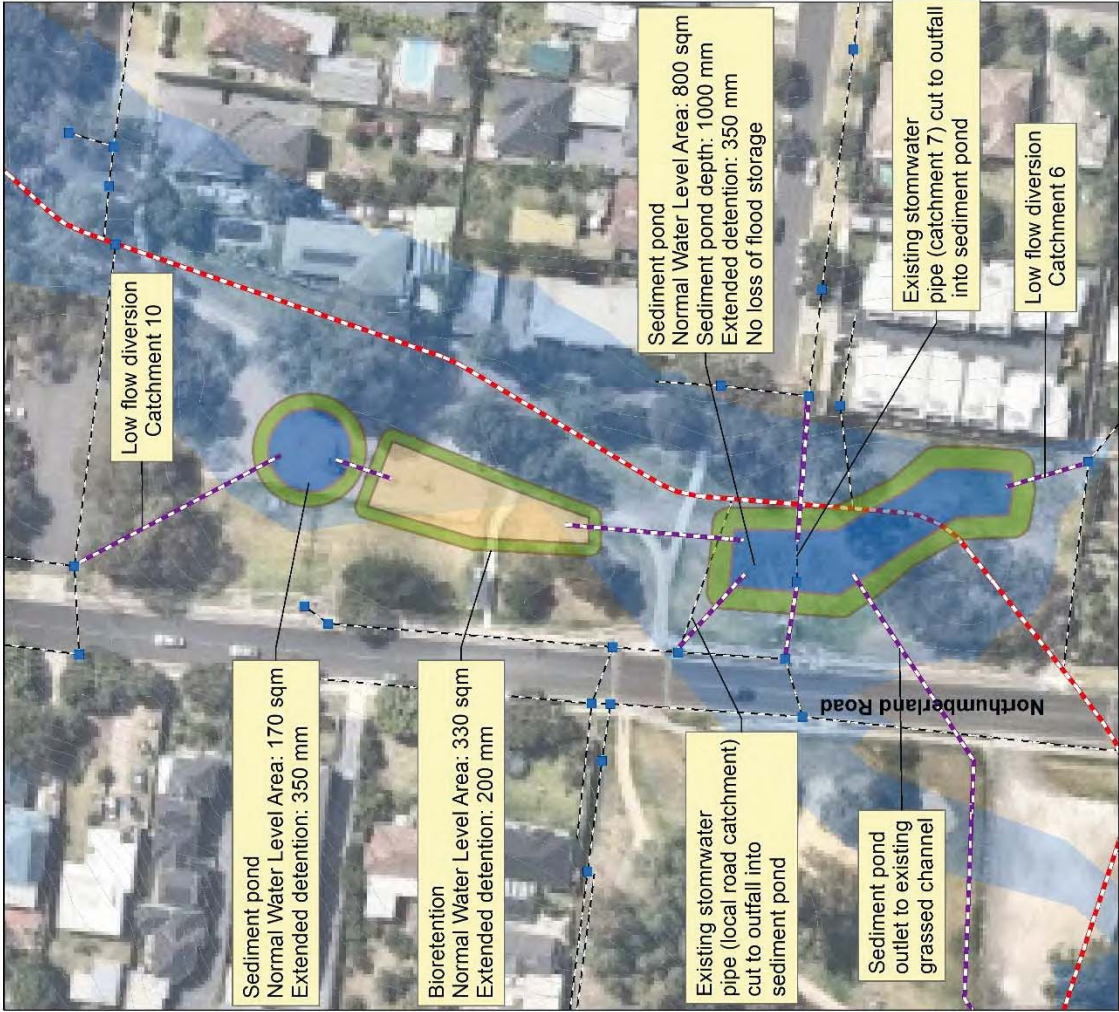 Low flow diversion
Catchment 10
Sediment pond
Normal Water Level Area: 170 sqm
Extended detention: 350 mm
Bioretention
Normal Water Level Area: 330 sqm
Extended detention: 200 mm
Sediment pond
Normal Water Level Area: 800 sqm
Sediment pond depth: 1000 mm
Extended detention: 350 mm
No loss of flood storage
Existing stomrwater
pipe (local road catchment)
cut to outfall into
sediment pond
Existing stomrwater
pipe (catchment 7) cut to outfall
into sediment pond
Sediment pond
outlet to existing
grassed channel
Northumberland Road
Low flow diversion
Catchment 6